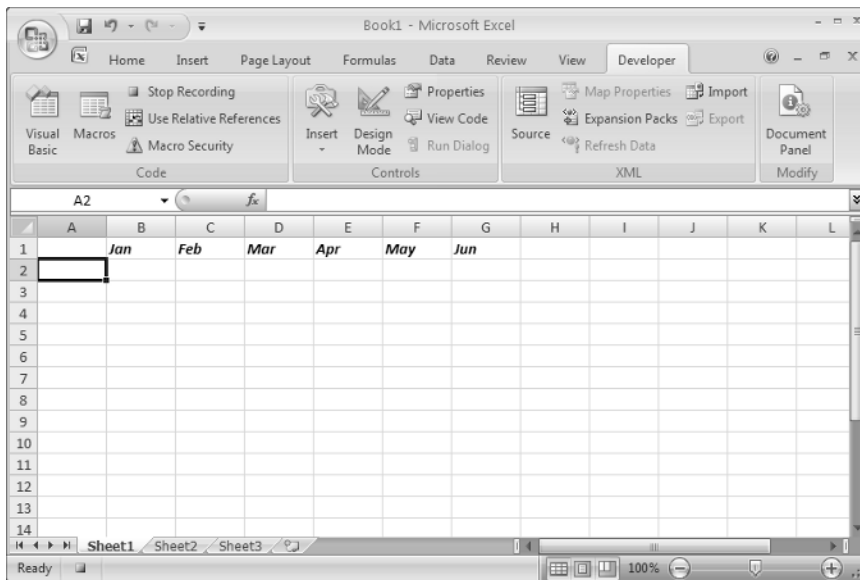 Book1 - Microsoft Excel
Home Insert Page Layout Formulas Data Review View Developer
Visual Basic
Macros
Stop Recording
Use Relative References
Macro Security
Code
Insert
Design Mode
Properties
View Code
Run Dialog
Controls
Source
Map Properties
Expansion Packs
Refresh Data
Import
Export
XML
Document Panel
Modify
A2 fx
A B C D E F G H I J K L
1 Jan Feb Mar Apr May Jun
2
3
4
5
6
7
8
9
10
11
12
13
14
Sheet1 Sheet2 Sheet3
Ready 100%